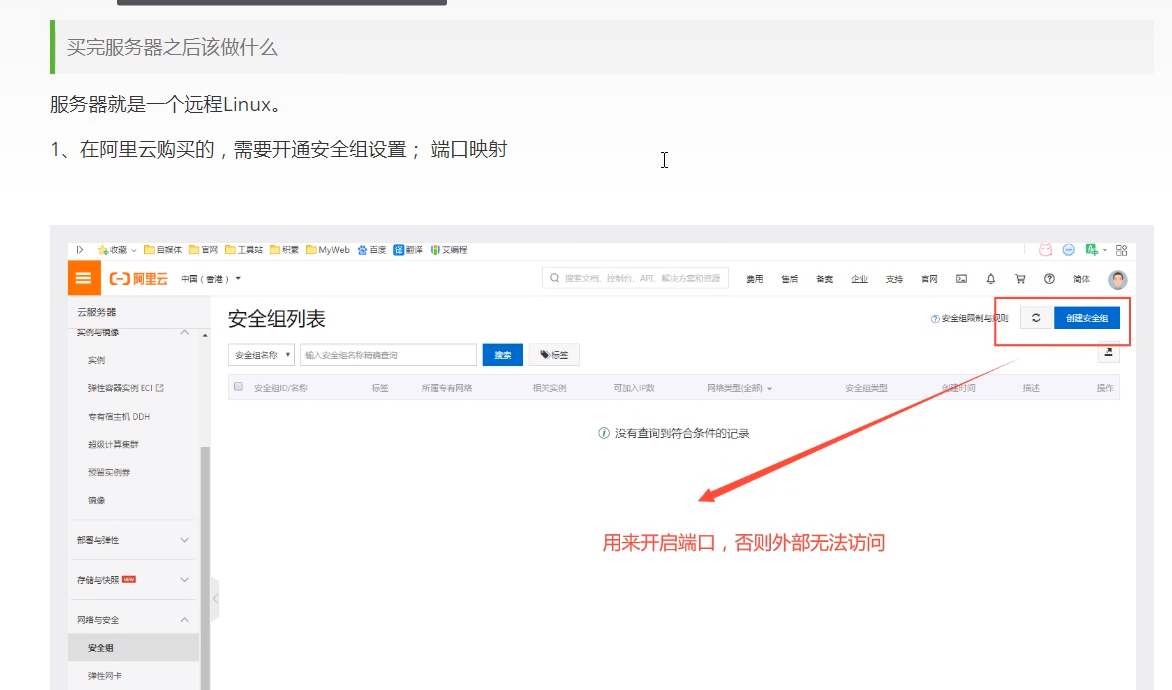 买完服务器之后该做什么
服务器就是一个远程Linux。
1、在阿里云购买的，需要开通安全组设置； 端口映射
收藏 自媒体 官网 工具站 积累 MyWeb 百度 译 翻译 艾编程
阿里云 中国（香港） 搜索文档、控制台、API、解决方案和资源 费用 售后 备案 企业 支持 官网 简体
云服务器
安全组列表
安全组限制与规则 创建安全组
实例与镜像
安全组名称 输入安全组名称精确查询 搜索 标签
实例
安全组ID/名称 标签 所属专有网络 相关实例 可加入IP数 网络类型(全部) 安全组类型 创建时间 描述 操作
弹性容器实例 ECI
专有宿主机 DDH
没有查询到符合条件的记录
超级计算集群
预留实例券
镜像
部署与弹性
用来开启端口，否则外部无法访问
存储与快照 NEW
网络与安全
安全组
弹性网卡